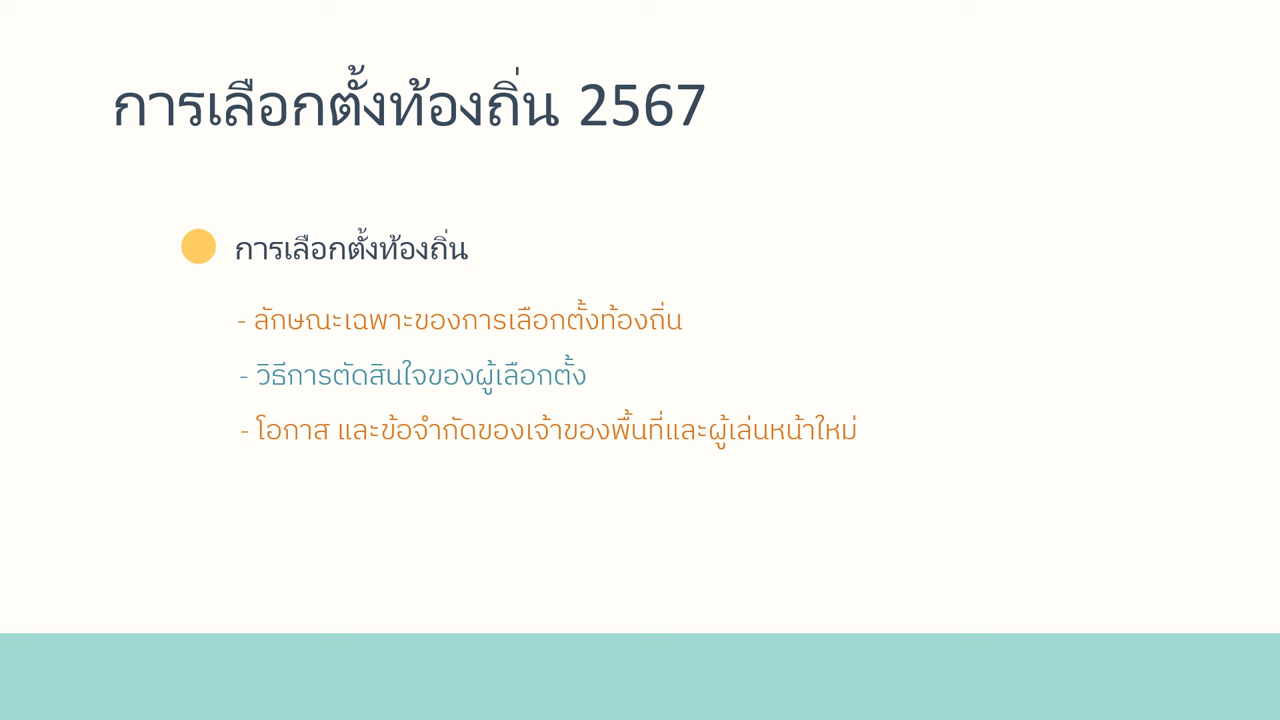 การเลือกตั้งท้องถิ่น 2567
การเลือกตั้งท้องถิ่น
- ลักษณะเฉพาะของการเลือกตั้งท้องถิ่น
- วิธีการตัดสินใจของผู้เลือกตั้ง
- โอกาส และข้อจำกัดของเจ้าของพื้นที่และผู้เล่นหน้าใหม่